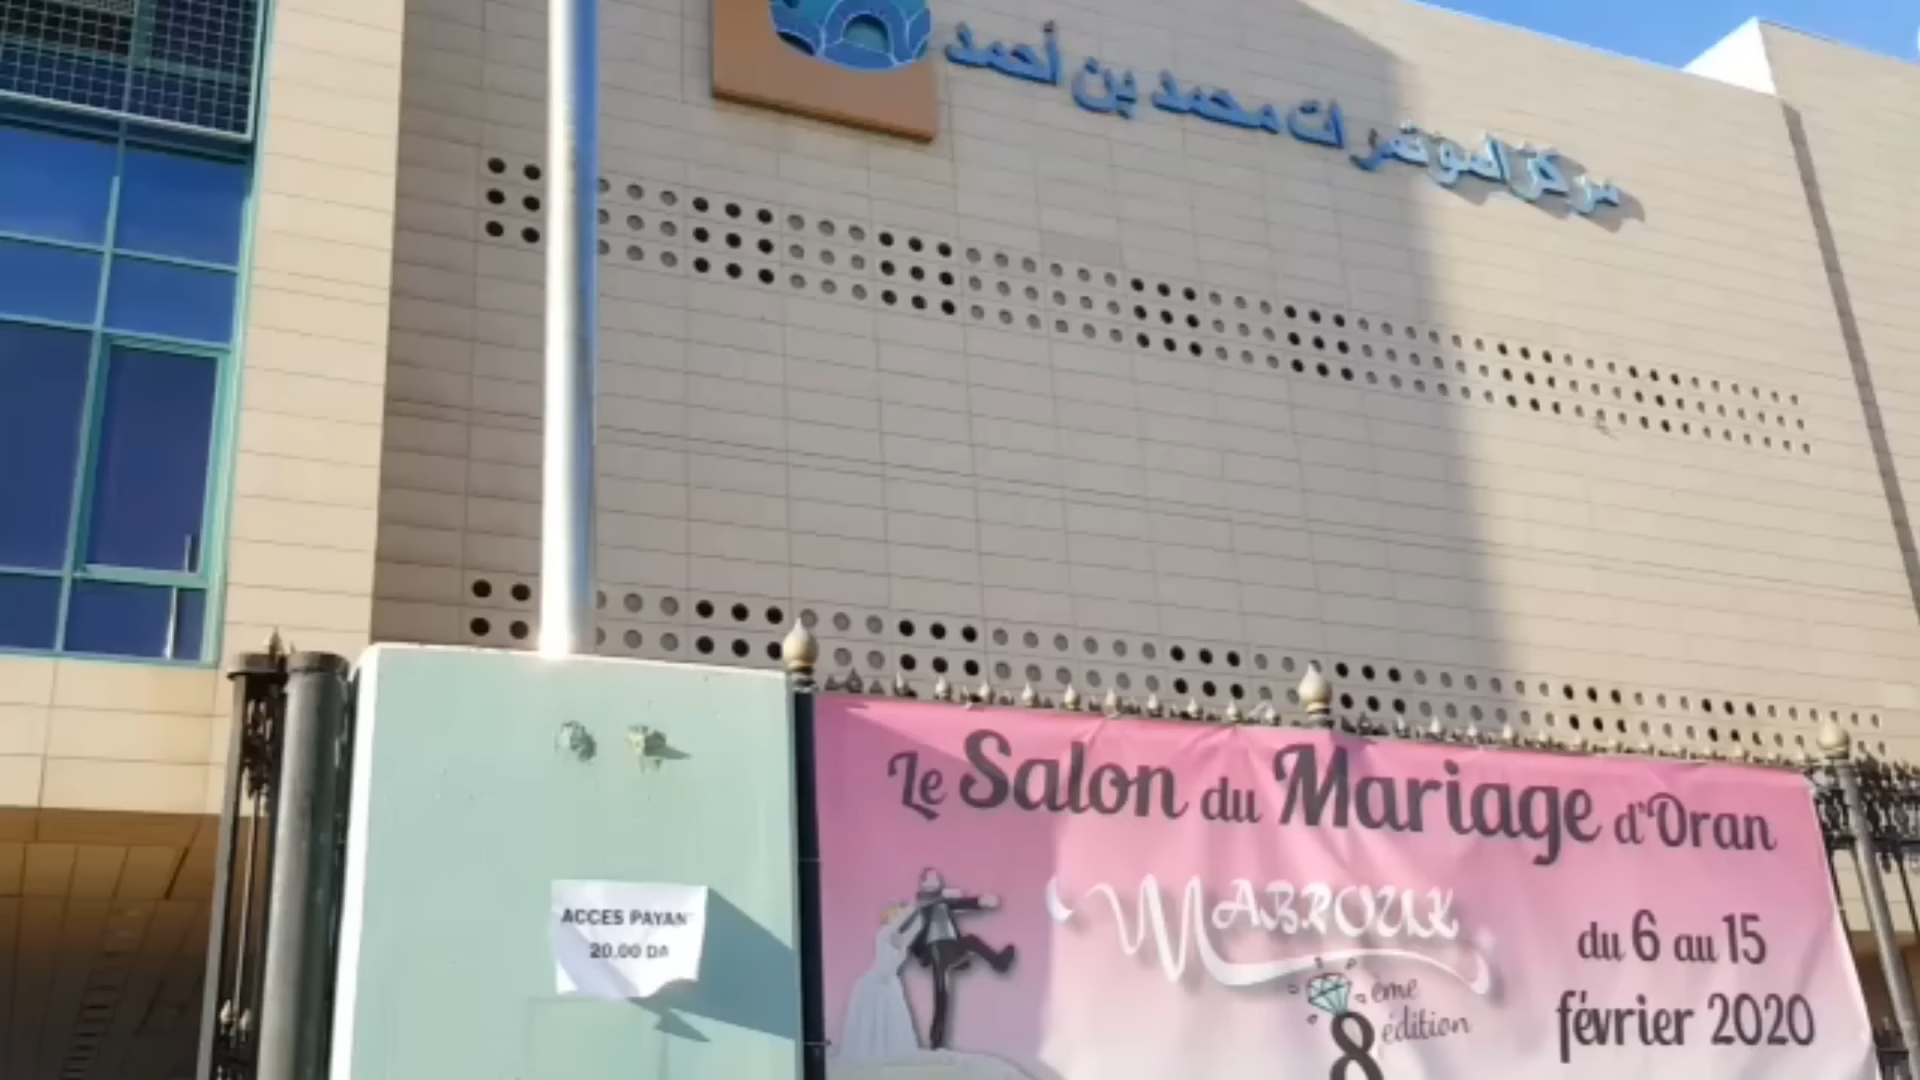 مركز المؤتمرات محمد بن أحمد
Le Salon du Mariage d'Oran
MABROUK
8ème édition
du 6 au 15
février 2020
ACCES PAYANT
20.00 DA